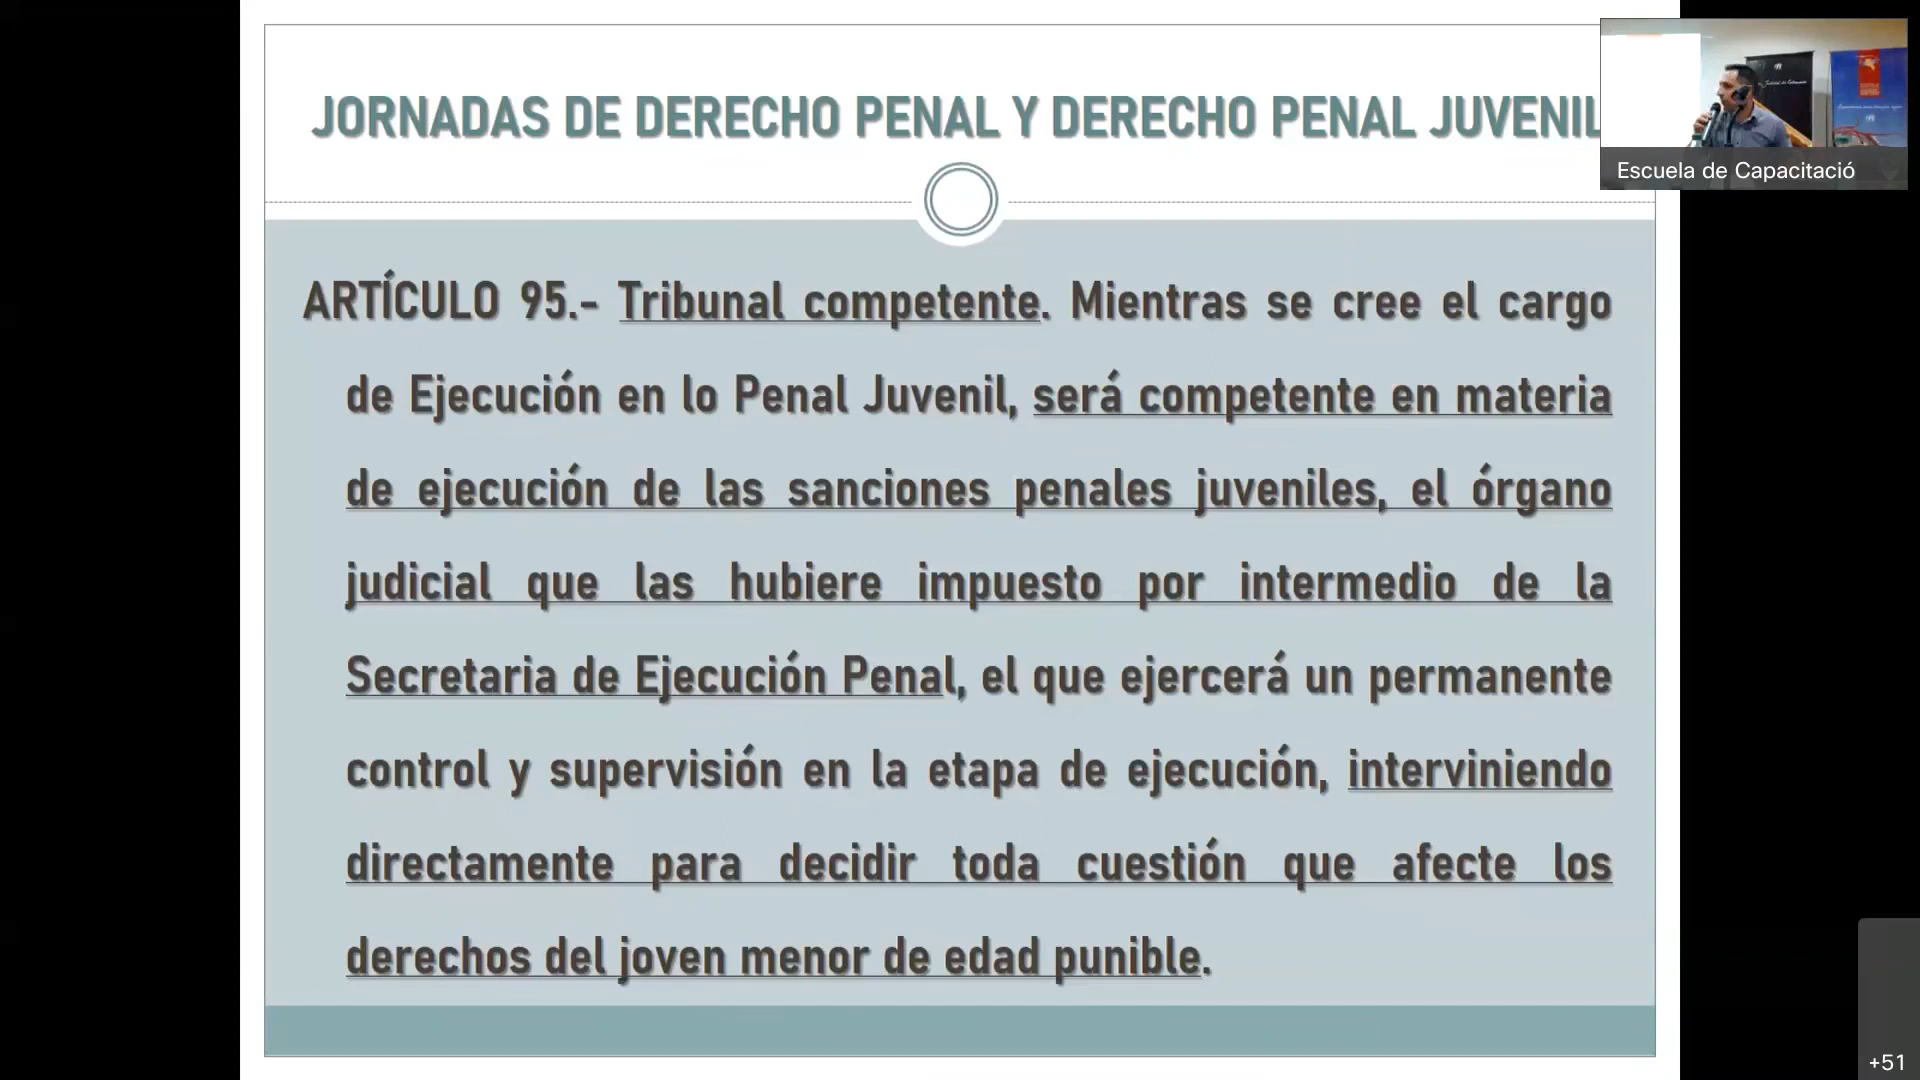 JORNADAS DE DERECHO PENAL Y DERECHO PENAL JUVENIL
Escuela de Capacitació
ARTÍCULO 95.- Tribunal competente. Mientras se cree el cargo
de Ejecución en lo Penal Juvenil, será competente en materia
de ejecución de las sanciones penales juveniles, el órgano
judicial que las hubiere impuesto por intermedio de la
Secretaria de Ejecución Penal, el que ejercerá un permanente
control y supervisión en la etapa de ejecución, interviniendo
directamente para decidir toda cuestión que afecte los
derechos del joven menor de edad punible.
+51